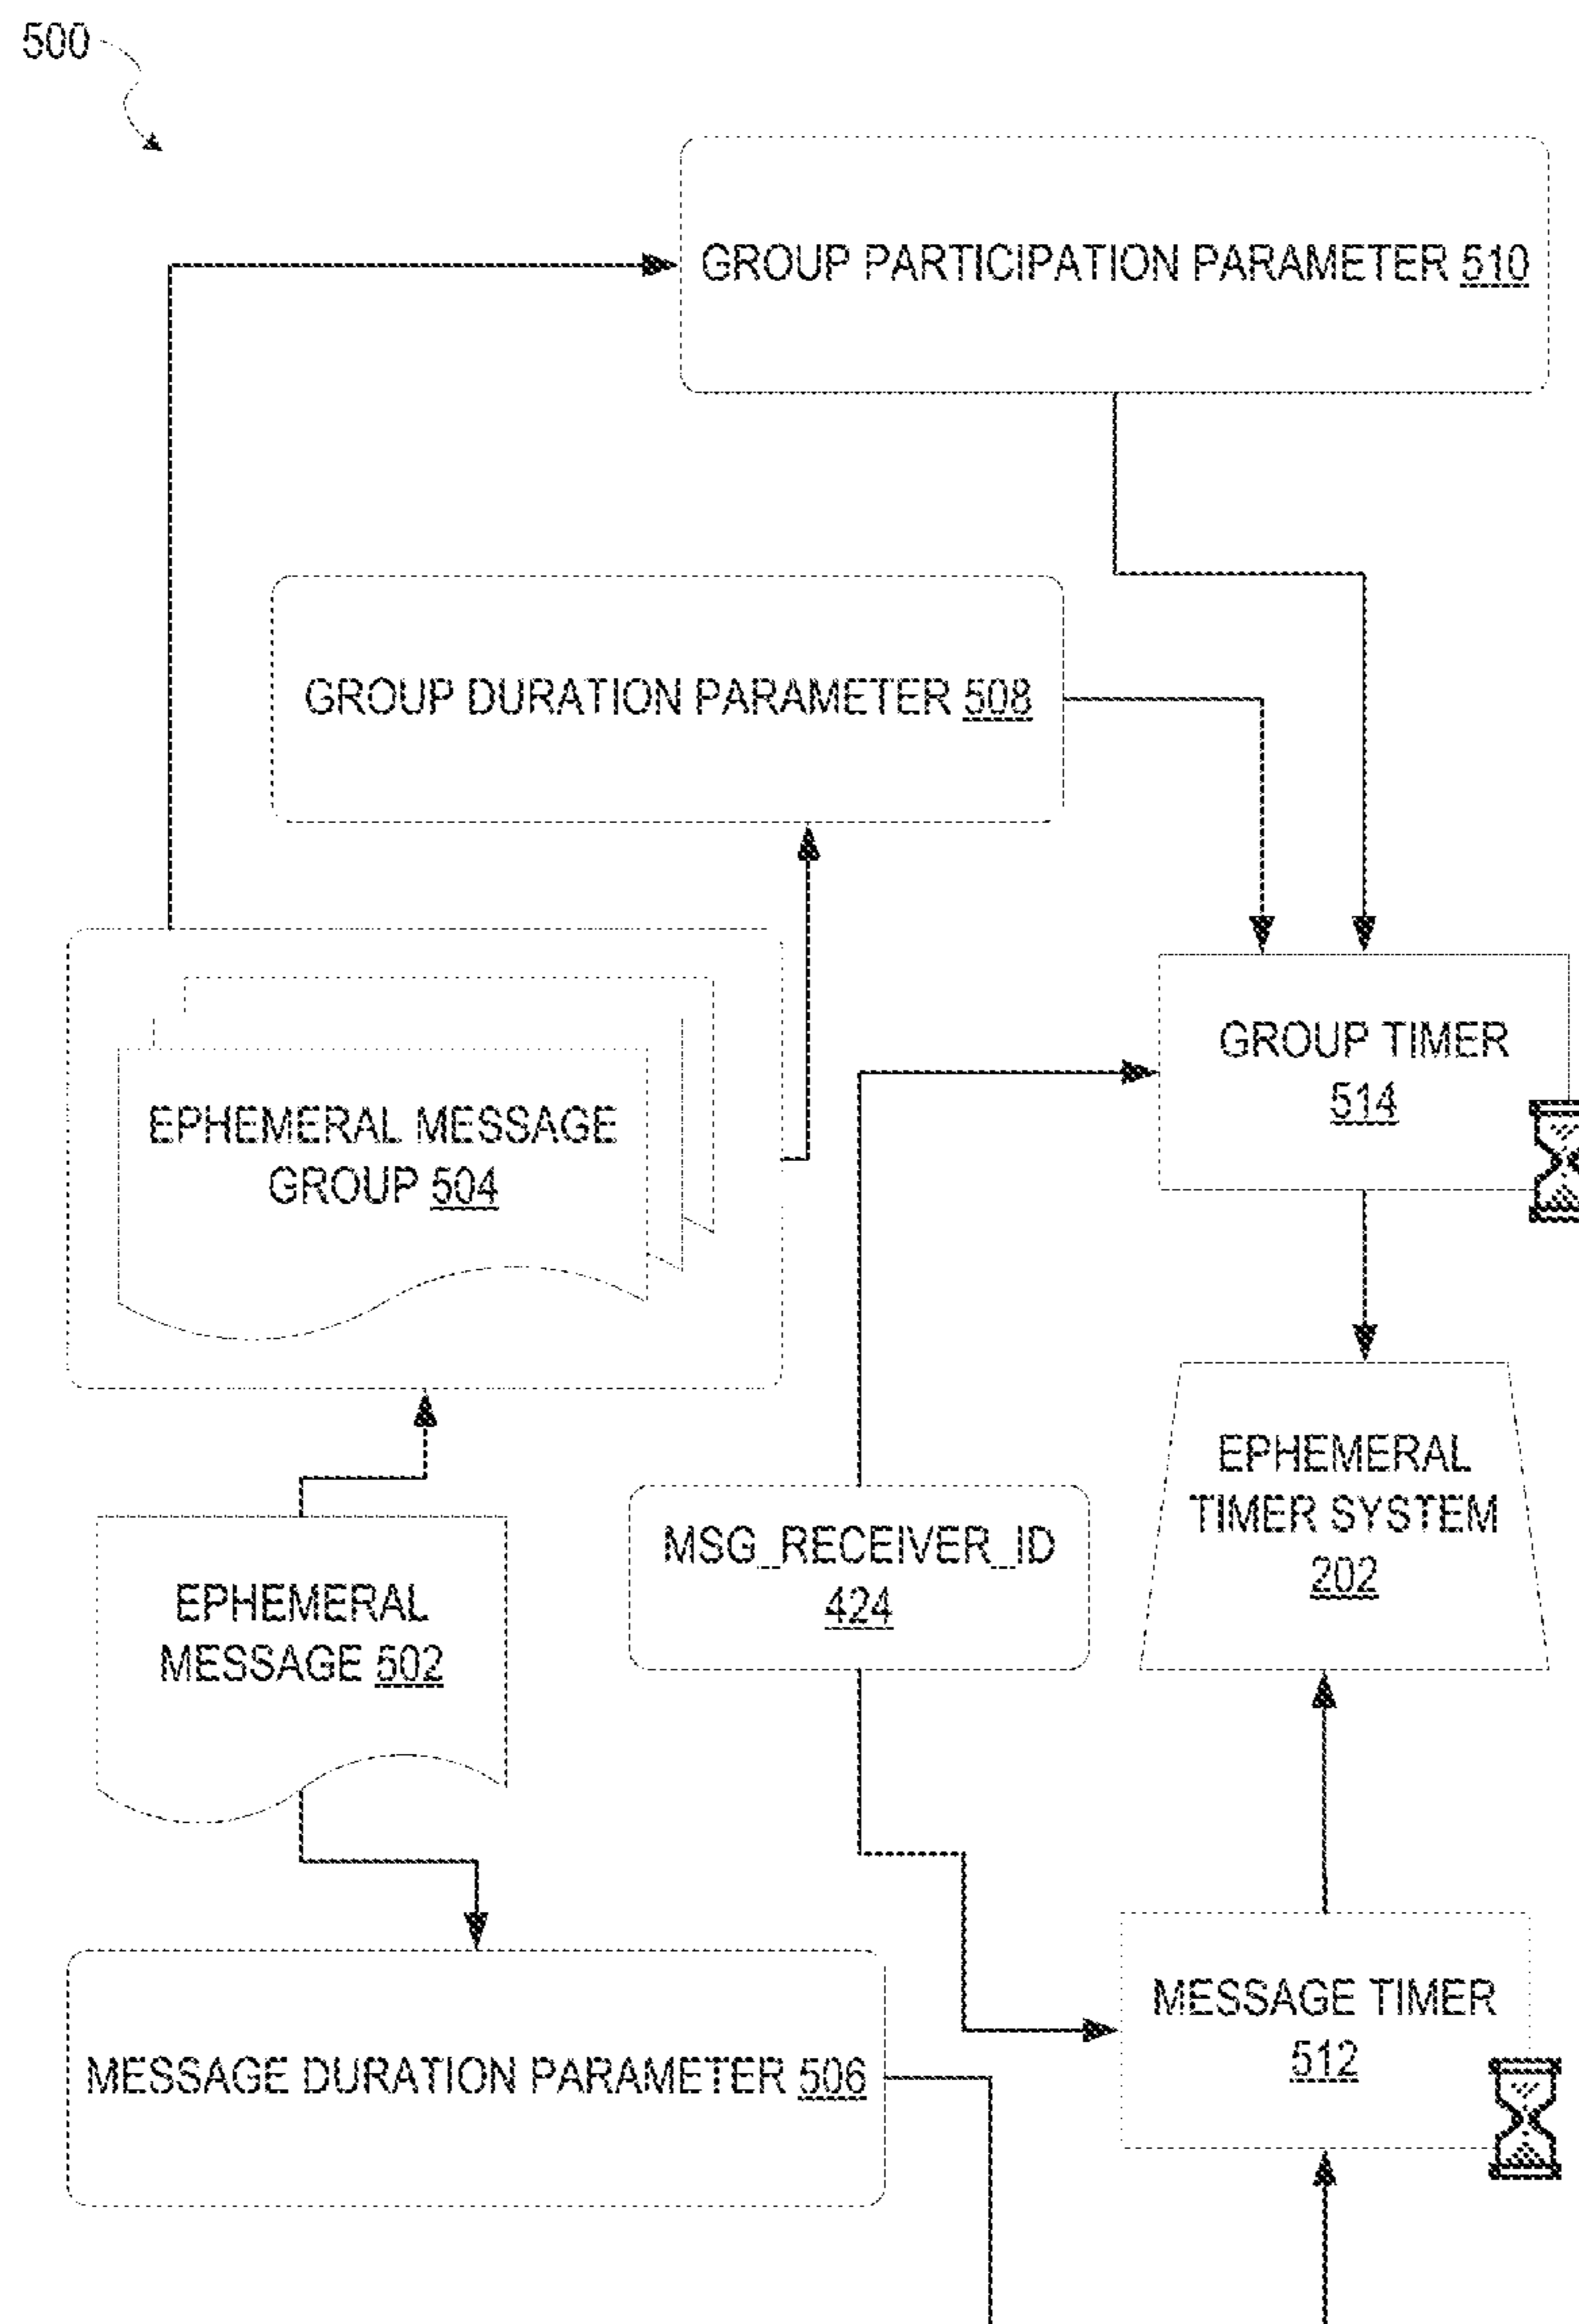 500
GROUP PARTICIPATION PARAMETER 510
GROUP DURATION PARAMETER 508
GROUP TIMER
514
EPHEMERAL MESSAGE
GROUP 504
EPHEMERAL
TIMER SYSTEM
202
MSG_RECEIVER_ID
424
EPHEMERAL
MESSAGE 502
MESSAGE TIMER
512
MESSAGE DURATION PARAMETER 506